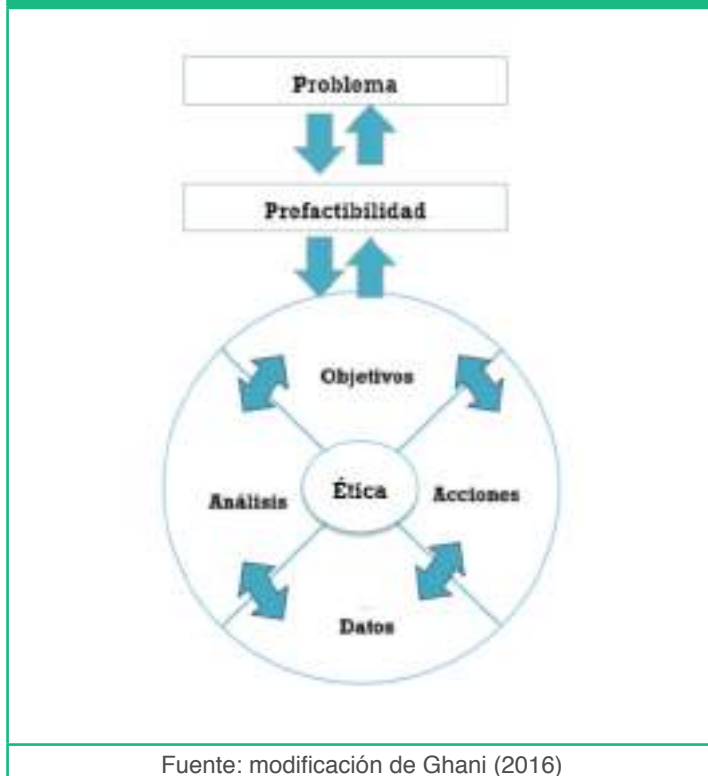 Problema
Prefactibilidad
Objetivos
Análisis
Ética
Acciones
Datos
Fuente: modificación de Ghani (2016)